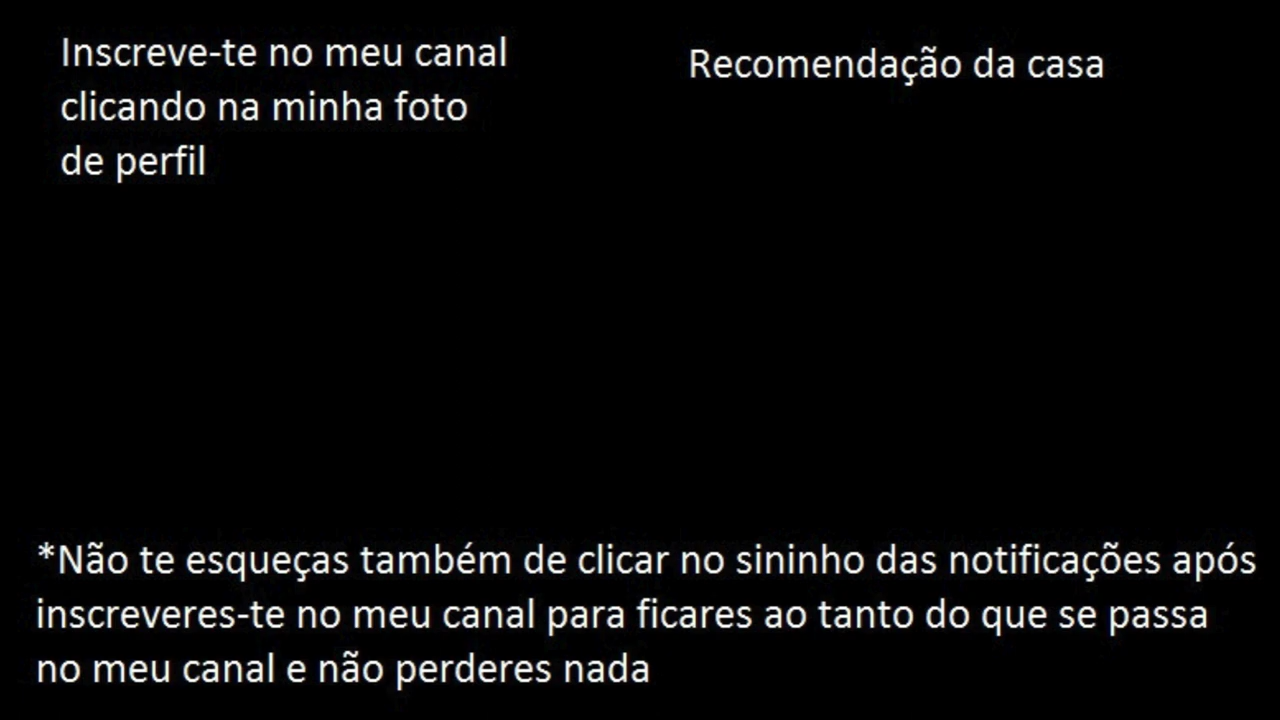 Inscreve-te no meu canal
clicando na minha foto
de perfil
Recomendação da casa
*Não te esqueças também de clicar no sininho das notificações após
inscreveres-te no meu canal para ficares ao tanto do que se passa
no meu canal e não perderes nada